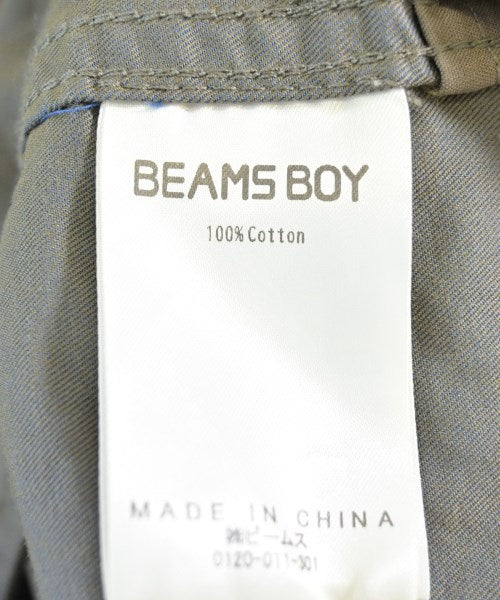 BEAMS BOY
100% Cotton
MADE IN CHINA
㈱ビームス
0120-011-301